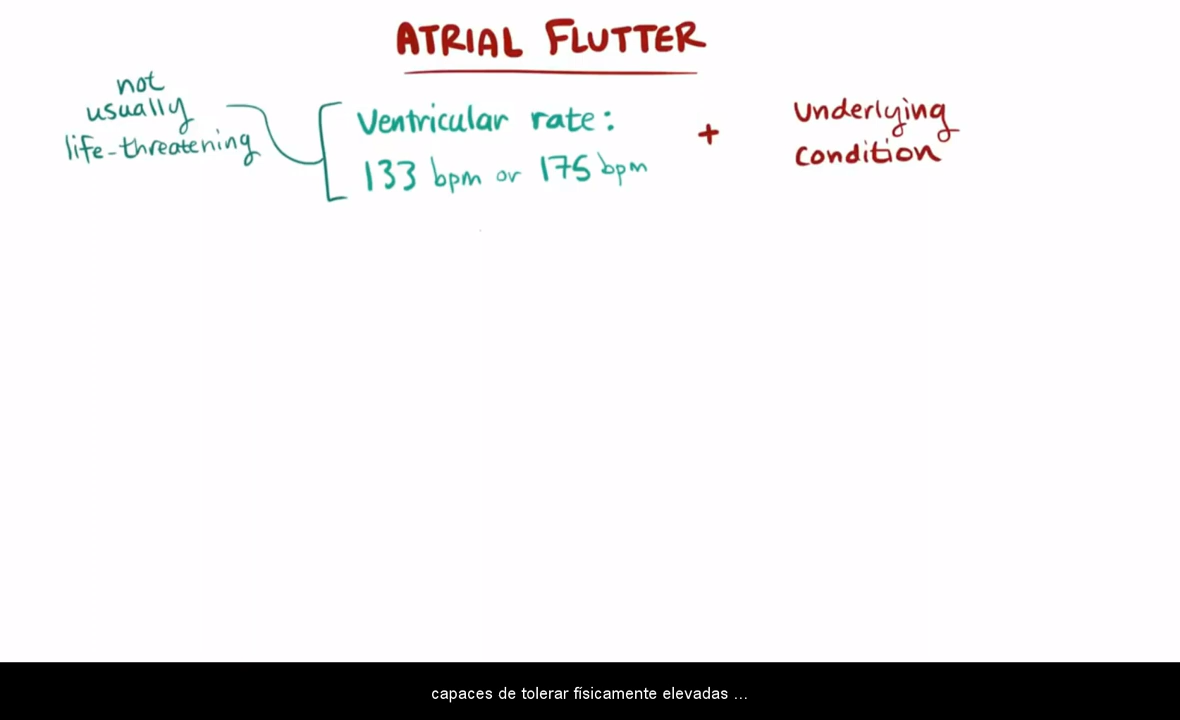 ATRIAL FLUTTER
not
usually
life-threatening
Ventricular rate:
133 bpm or 175 bpm
+
Underlying
condition
capaces de tolerar físicamente elevadas ...